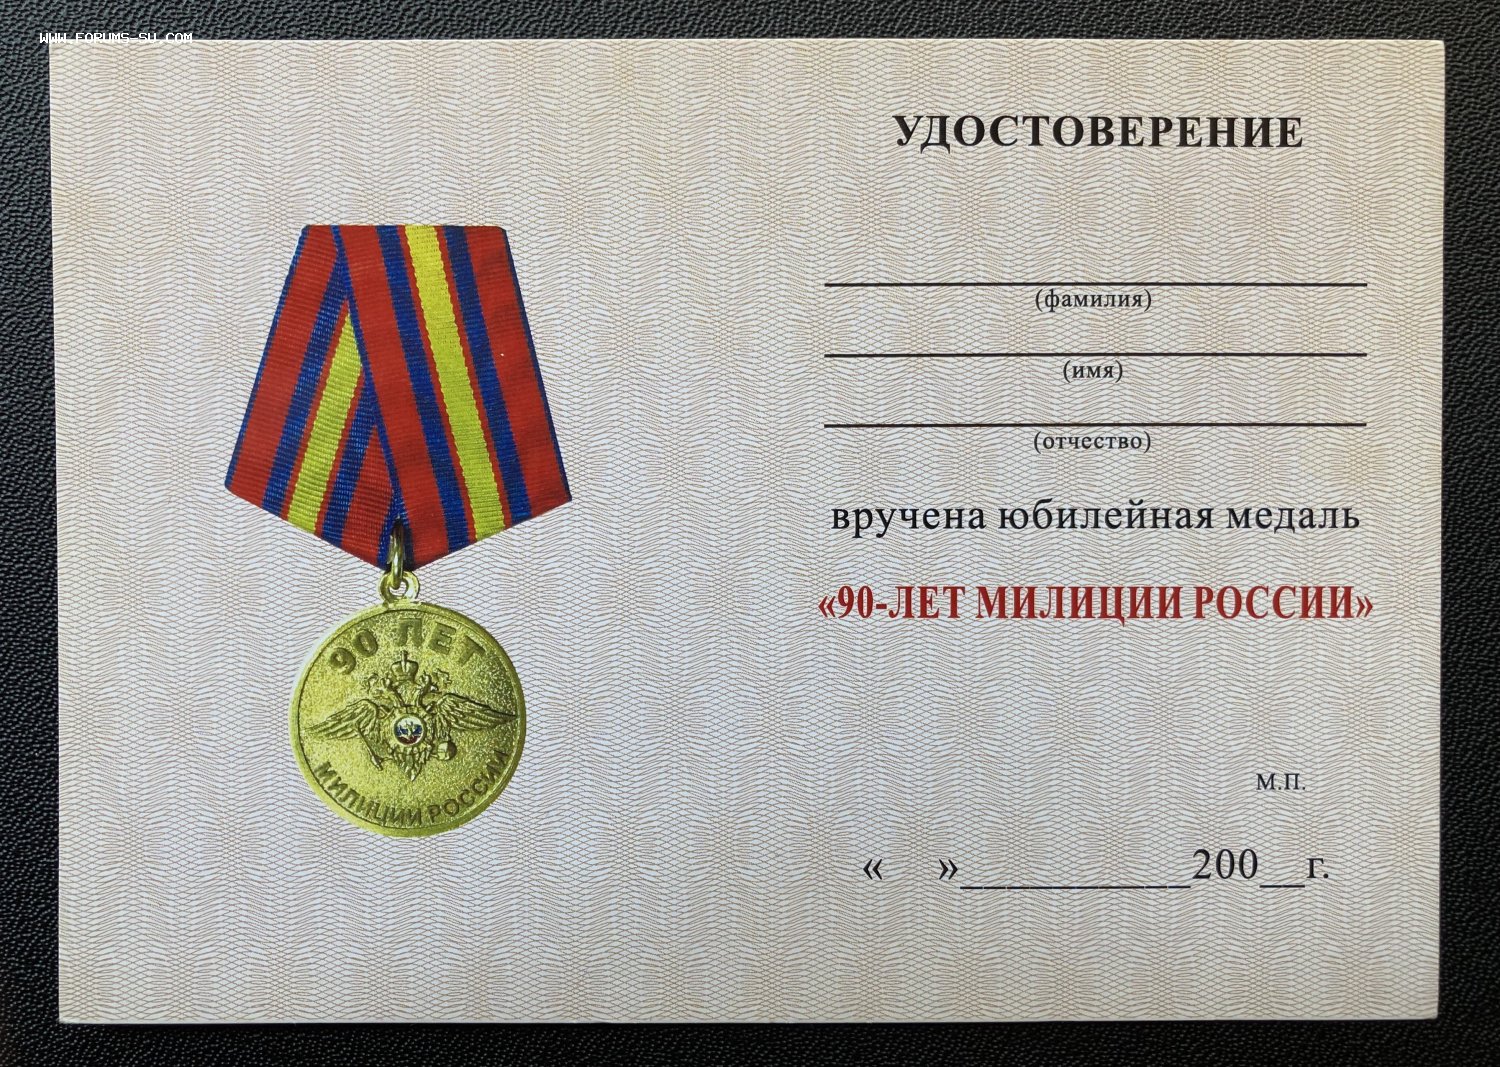 WWW.FORUMS-SU.COM
УДОСТОВЕРЕНИЕ
(фамилия)
(имя)
(отчество)
вручена юбилейная медаль
«90-ЛЕТ МИЛИЦИИ РОССИИ»
90 ЛЕТ
МИЛИЦИИ РОССИИ
М.П.
« »__________200__г.